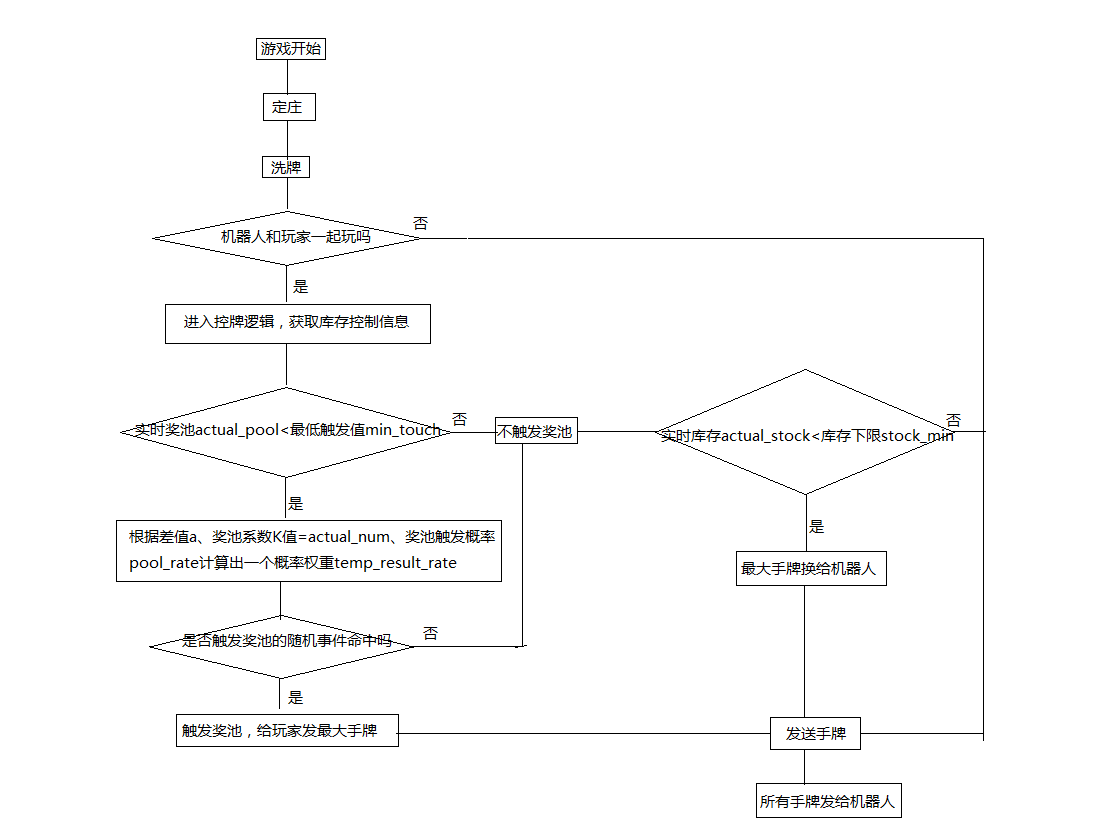 游戏开始
定庄
洗牌
机器人和玩家一起玩吗
否
是
进入控牌逻辑，获取库存控制信息
实时奖池actual_pool<最低触发值min_touch
否
不触发奖池
实时库存actual_stock<库存下限stock_min
否
是
根据差值a、奖池系数K值=actual_num、奖池触发概率
pool_rate计算出一个概率权重temp_result_rate
是
最大手牌换给机器人
是否触发奖池的随机事件命中吗
否
是
触发奖池，给玩家发最大手牌
发送手牌
所有手牌发给机器人